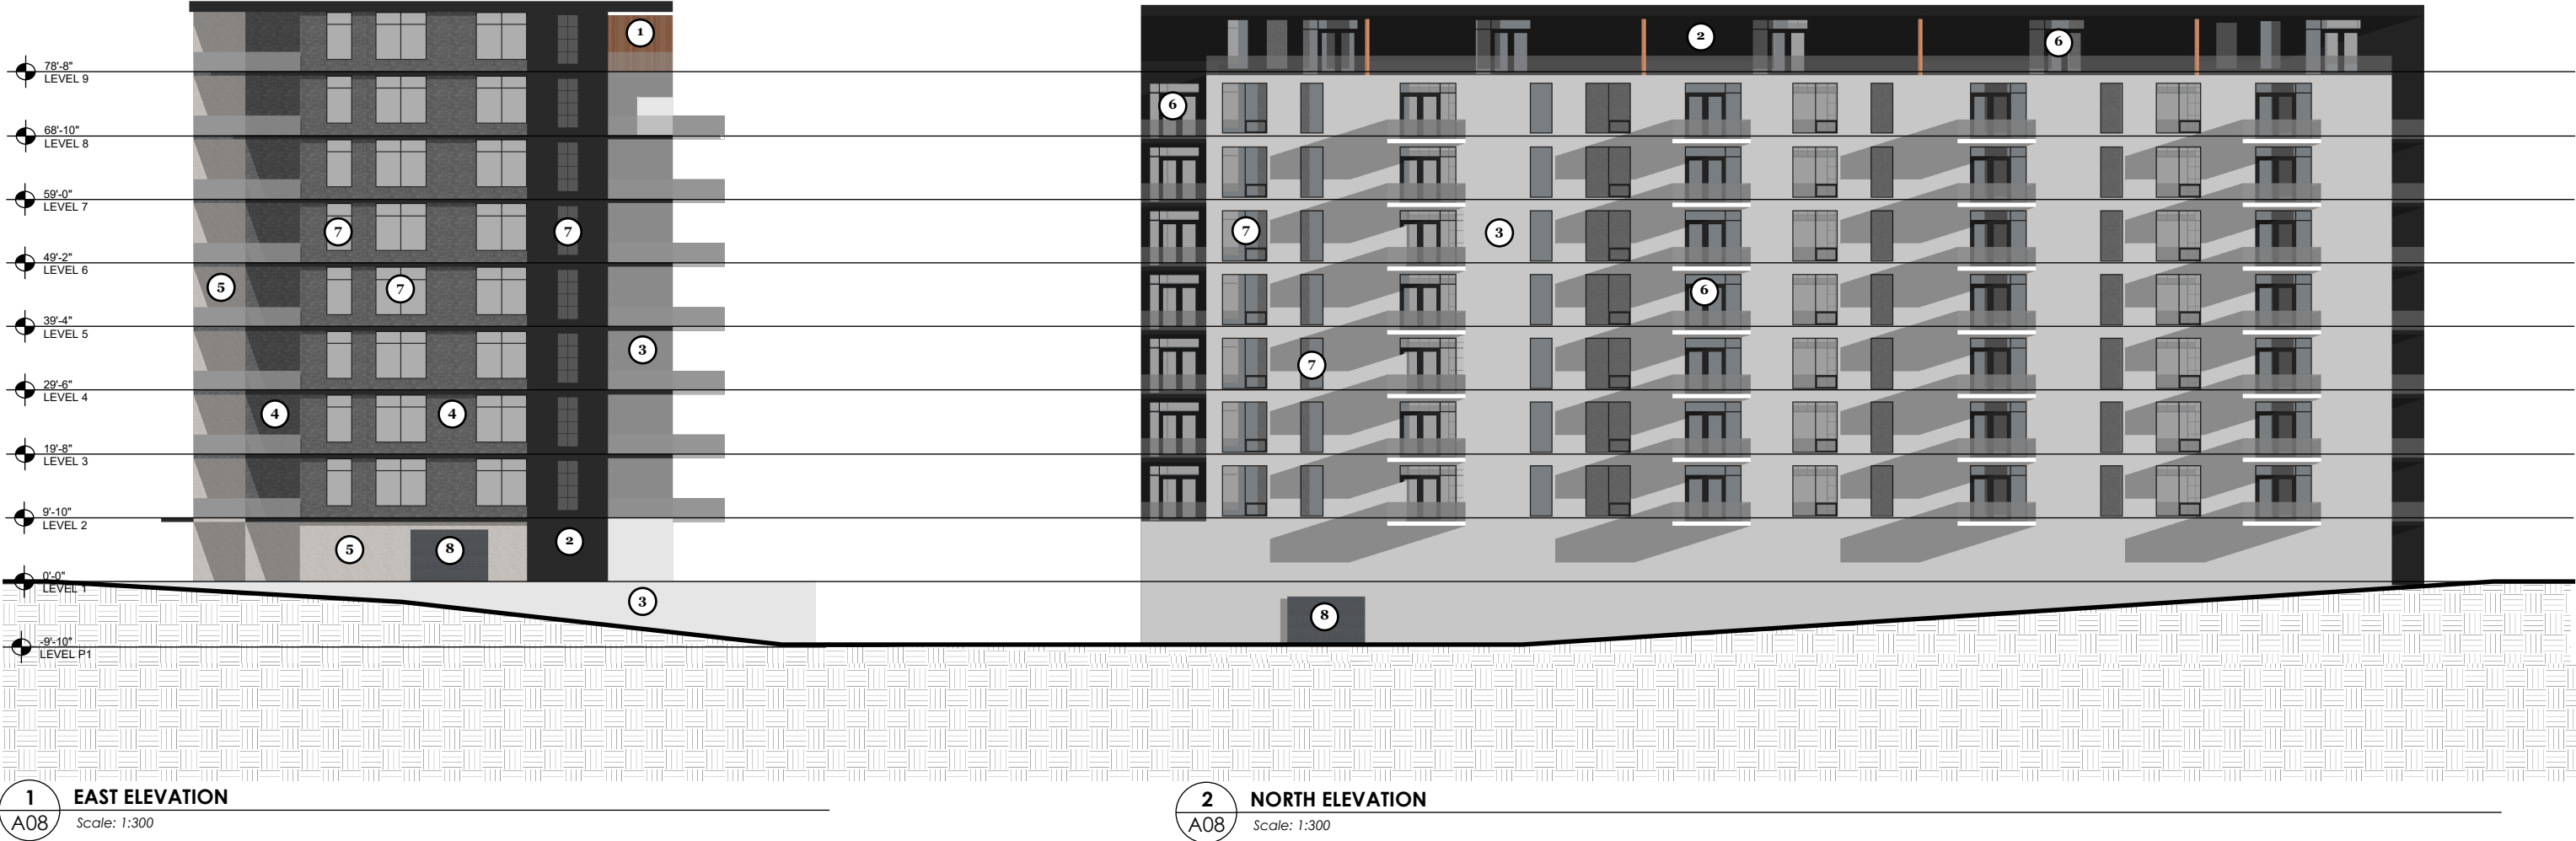 1
2
6
78'-8"
LEVEL 9
6
68'-10"
LEVEL 8
59'-0"
LEVEL 7
7
7
7
3
49'-2"
LEVEL 6
5
7
6
39'-4"
LEVEL 5
3
7
29'-6"
LEVEL 4
4
4
19'-8"
LEVEL 3
9'-10"
LEVEL 2
5
8
2
0'-0"
LEVEL 1
3
8
-9'-10"
LEVEL P1
1
A08
EAST ELEVATION
Scale: 1:300
2
A08
NORTH ELEVATION
Scale: 1:300